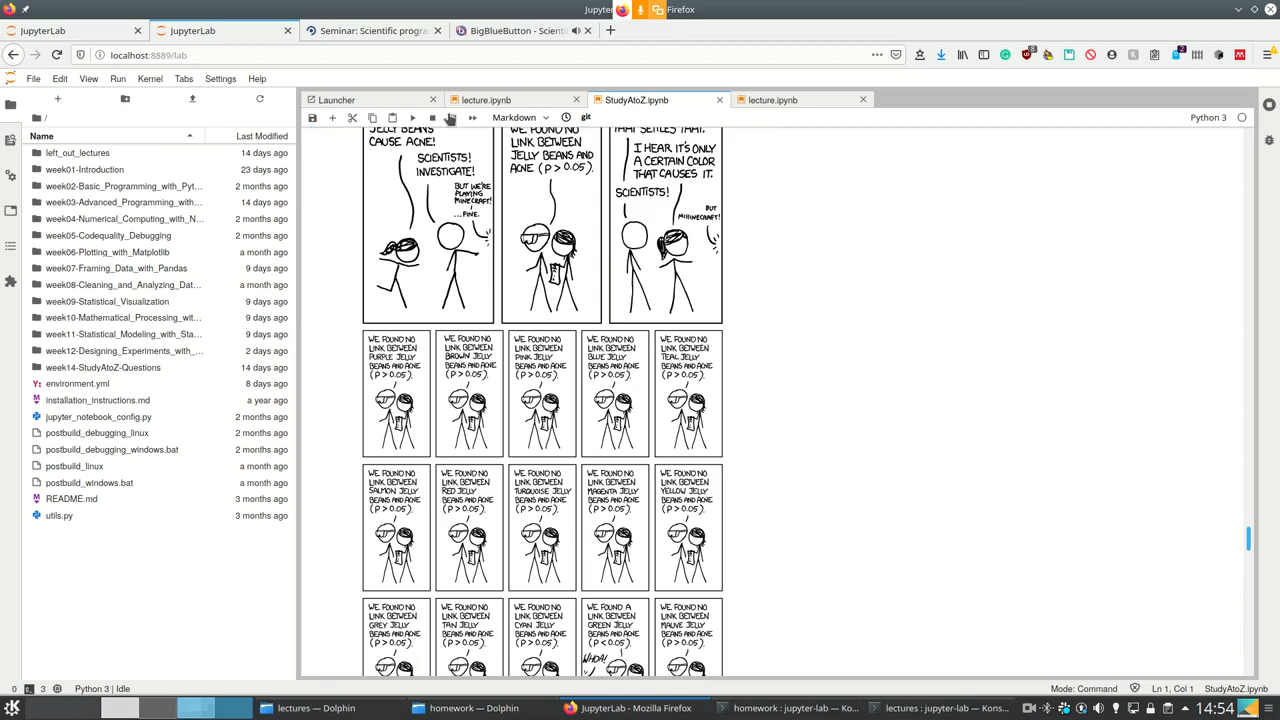 JupyterLab
Firefox
JupyterLab
JupyterLab
Seminar: Scientific progra
BigBlueButton - Scient
localhost:8889/lab
File Edit View Run Kernel Tabs Settings Help
Launcher
lecture.ipynb
StudyAtoZ.ipynb
lecture.ipynb
Markdown
git
Python 3
/
Name
Last Modified
left_out_lectures 14 days ago
week01-Introduction 23 days ago
week02-Basic_Programming_with_Pyt... 2 months ago
week03-Advanced_Programming_with... 14 days ago
week04-Numerical_Computing_with_N... 2 months ago
week05-Codequality_Debugging 2 months ago
week06-Plotting_with_Matplotlib a month ago
week07-Framing_Data_with_Pandas 9 days ago
week08-Cleaning_and_Analyzing_Dat... a month ago
week09-Statistical_Visualization 9 days ago
week10-Mathematical_Processing_wit... 9 days ago
week11-Statistical_Modeling_with_Sta... 9 days ago
week12-Designing_Experiments_with_... 2 days ago
week14-StudyAtoZ-Questions 14 days ago
environment.yml 8 days ago
installation_instructions.md a year ago
jupyter_notebook_config.py 2 months ago
postbuild_debugging_linux 2 months ago
postbuild_debugging_windows.bat 2 months ago
postbuild_linux a month ago
postbuild_windows.bat a month ago
README.md 3 months ago
utils.py 3 months ago
JELLY BEANS
CAUSE ACNE!
SCIENTISTS!
INVESTIGATE!
BUT WE'RE
PLAYING
MINECRAFT!
...FINE.
WE FOUND NO
LINK BETWEEN
JELLY BEANS AND
ACNE (P > 0.05).
THAT SETTLES THAT.
I HEAR IT'S ONLY
A CERTAIN COLOR
THAT CAUSES IT.
SCIENTISTS!
BUT
MIIINECRAFT!
WE FOUND NO
LINK BETWEEN
PURPLE JELLY
BEANS AND ACNE
(P > 0.05).
WE FOUND NO
LINK BETWEEN
BROWN JELLY
BEANS AND ACNE
(P > 0.05).
WE FOUND NO
LINK BETWEEN
PINK JELLY
BEANS AND ACNE
(P > 0.05).
WE FOUND NO
LINK BETWEEN
BLUE JELLY
BEANS AND ACNE
(P > 0.05).
WE FOUND NO
LINK BETWEEN
TEAL JELLY
BEANS AND ACNE
(P > 0.05).
WE FOUND NO
LINK BETWEEN
SALMON JELLY
BEANS AND ACNE
(P > 0.05).
WE FOUND NO
LINK BETWEEN
RED JELLY
BEANS AND ACNE
(P > 0.05).
WE FOUND NO
LINK BETWEEN
TURQUOISE JELLY
BEANS AND ACNE
(P > 0.05).
WE FOUND NO
LINK BETWEEN
MAGENTA JELLY
BEANS AND ACNE
(P > 0.05).
WE FOUND NO
LINK BETWEEN
YELLOW JELLY
BEANS AND ACNE
(P > 0.05).
WE FOUND NO
LINK BETWEEN
GREY JELLY
BEANS AND ACNE
(P > 0.05).
WE FOUND NO
LINK BETWEEN
TAN JELLY
BEANS AND ACNE
(P > 0.05).
WE FOUND NO
LINK BETWEEN
CYAN JELLY
BEANS AND ACNE
(P > 0.05).
WE FOUND A
LINK BETWEEN
GREEN JELLY
BEANS AND ACNE
(P < 0.05).
WHOA!
WE FOUND NO
LINK BETWEEN
MAUVE JELLY
BEANS AND ACNE
(P > 0.05).
0 3 Python 3 | Idle
Mode: Command Ln 1, Col 1 StudyAtoZ.ipynb
lectures — Dolphin
homework — Dolphin
JupyterLab - Mozilla Firefox
homework : jupyter-lab — Ko...
lectures : jupyter-lab — Kons...
14:54